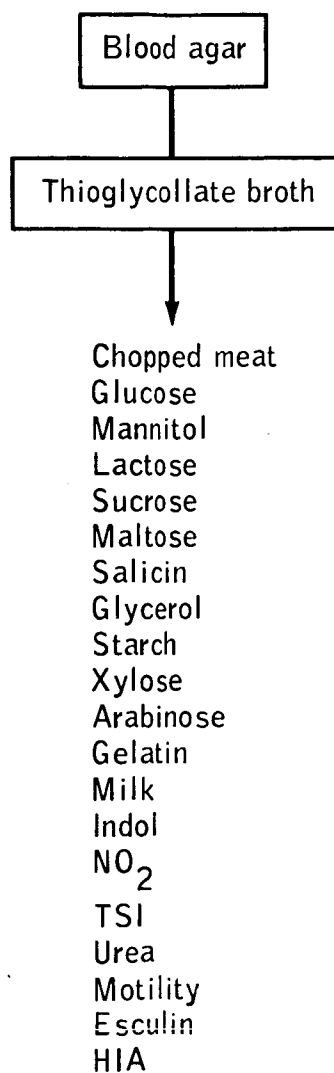 Blood agar
Thioglycollate broth
Chopped meat
Glucose
Mannitol
Lactose
Sucrose
Maltose
Salicin
Glycerol
Starch
Xylose
Arabinose
Gelatin
Milk
Indol
NO2
TSI
Urea
Motility
Esculin
HIA